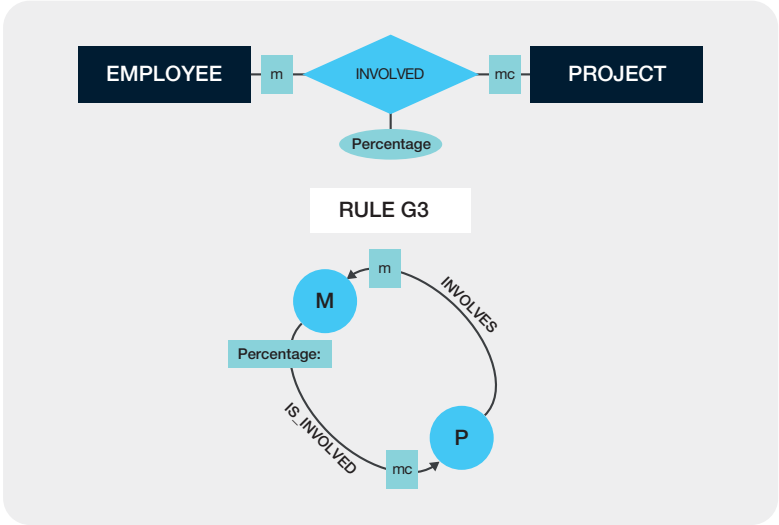 EMPLOYEE
m
INVOLVED
mc
PROJECT
Percentage
RULE G3
m
M
INVOLVES
Percentage:
IS_INVOLVED
P
mc